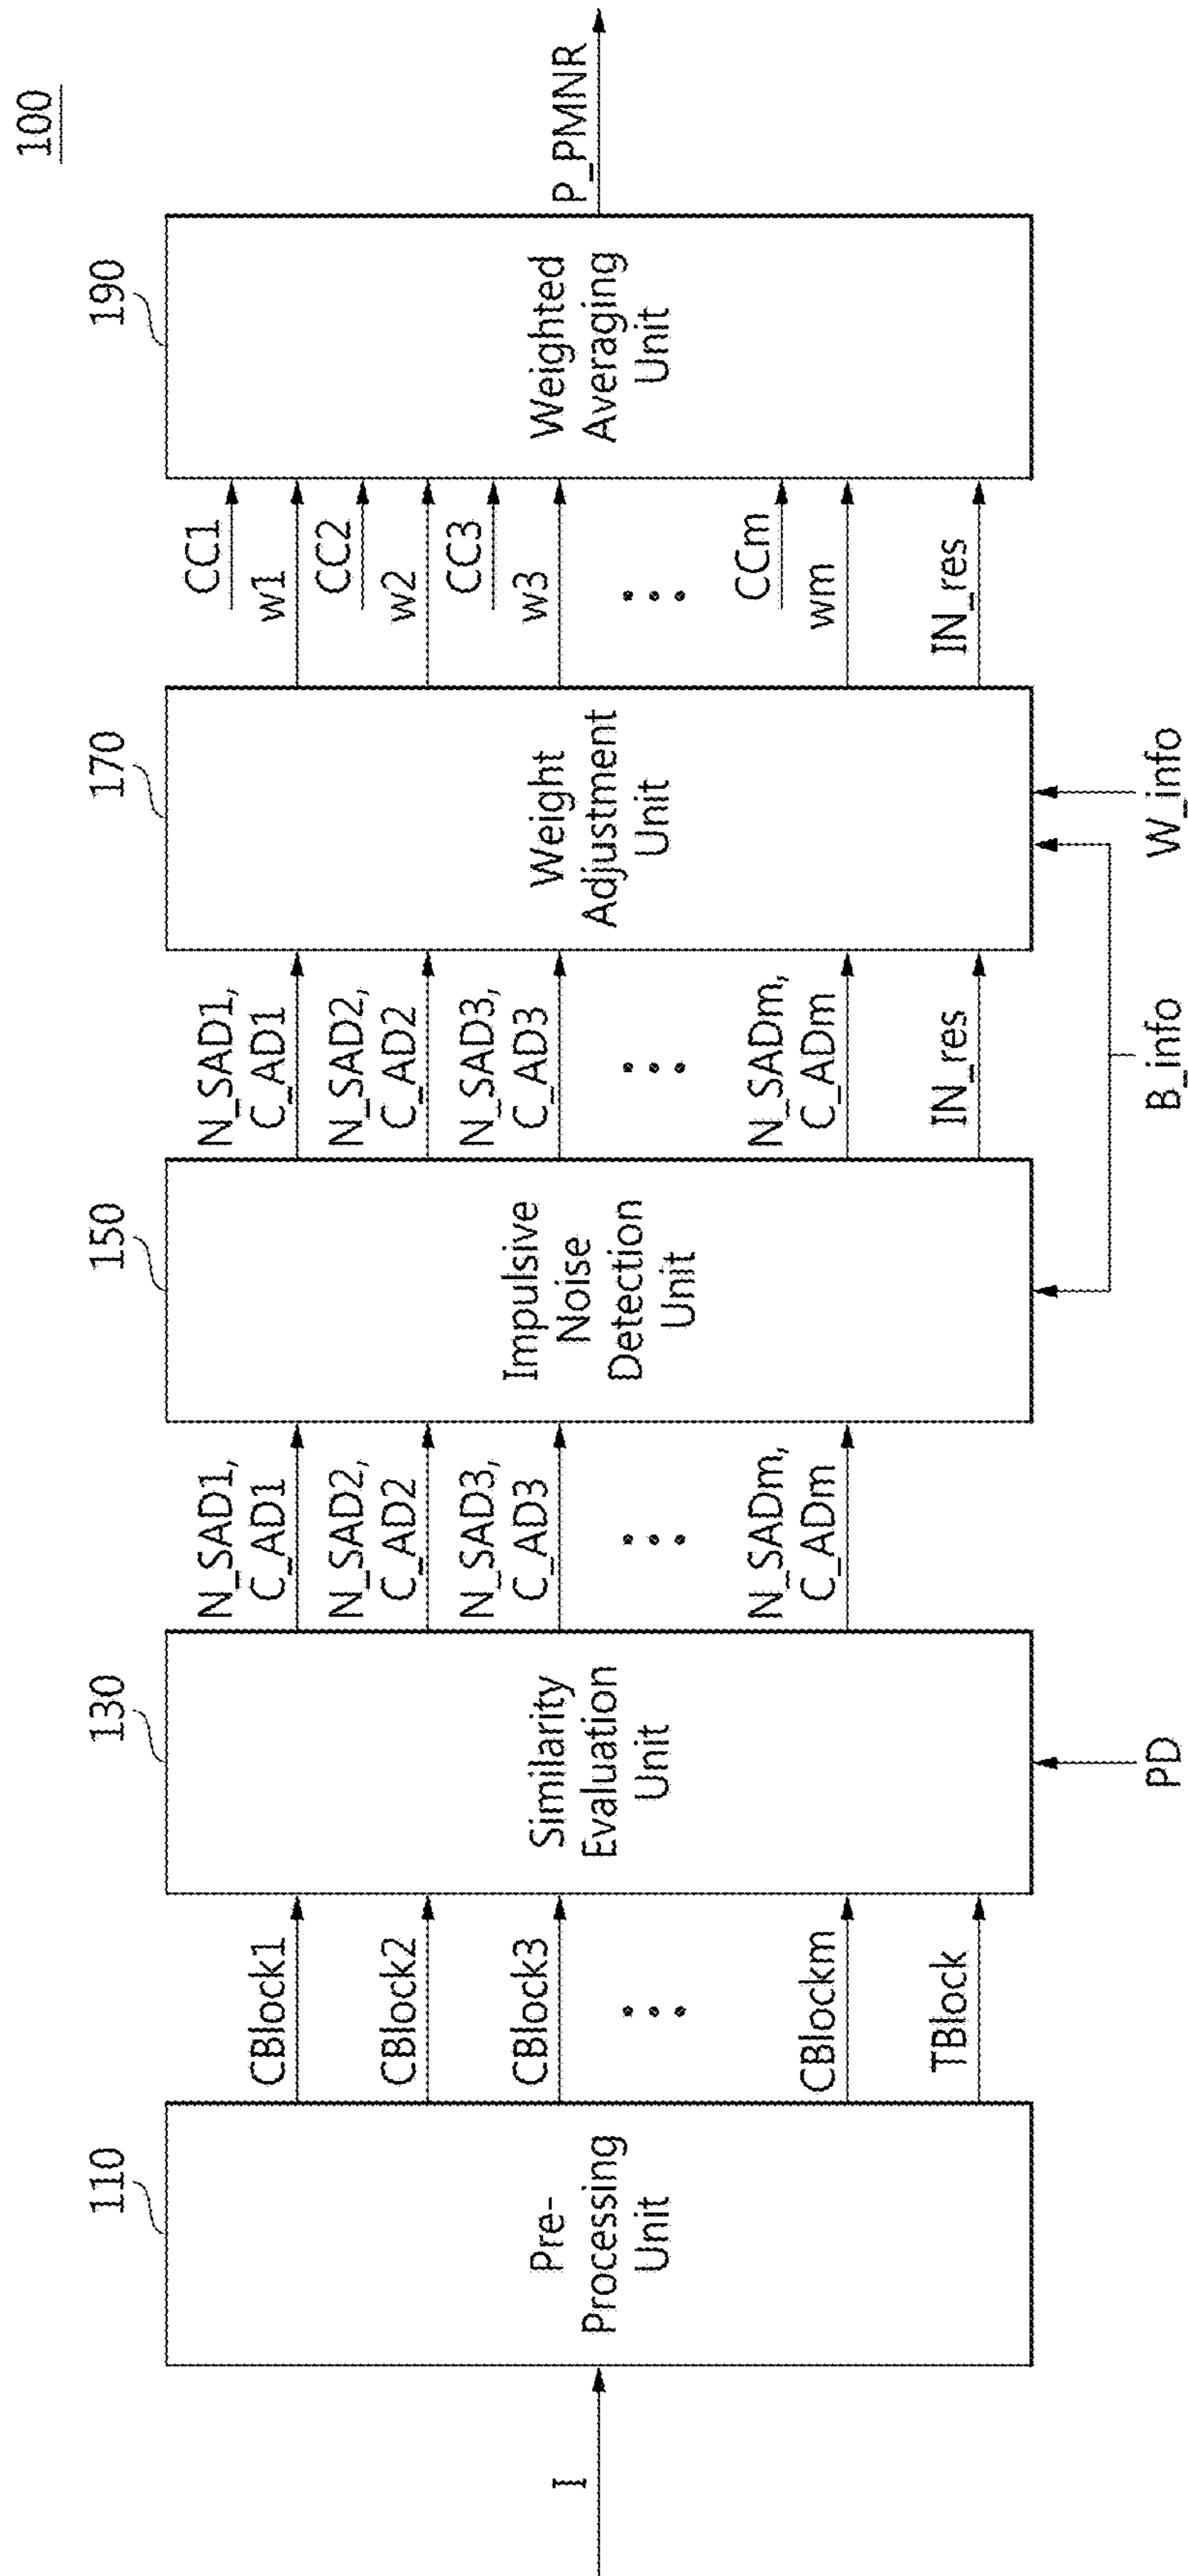 100
110
130
150
170
190
I
Pre-
Processing
Unit
CBlock1
CBlock2
CBlock3
CBlockm
TBlock
Similarity
Evaluation
Unit
PD
N_SAD1,
C_AD1
N_SAD2,
C_AD2
N_SAD3,
C_AD3
N_SADm,
C_ADm
Impulsive
Noise
Detection
Unit
N_SAD1,
C_AD1
N_SAD2,
C_AD2
N_SAD3,
C_AD3
N_SADm,
C_ADm
IN_res
B_info
Weight
Adjustment
Unit
W_info
CC1
w1
CC2
w2
CC3
w3
CCm
wm
IN_res
Weighted
Averaging
Unit
P_PMNR